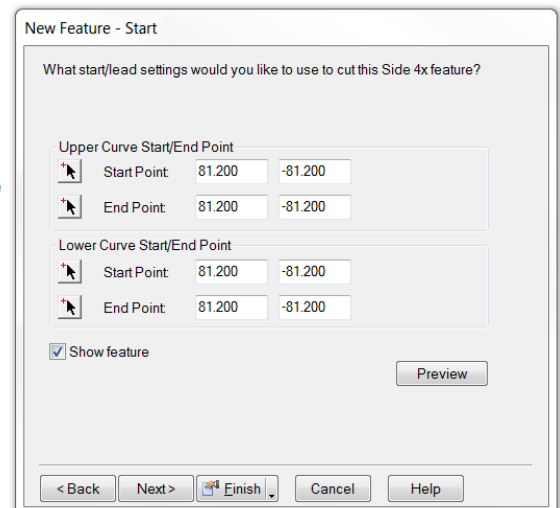 New Feature - Start
What start/lead settings would you like to use to cut this Side 4x feature?
Upper Curve Start/End Point
Start Point: 81.200 -81.200
End Point: 81.200 -81.200
Lower Curve Start/End Point
Start Point: 81.200 -81.200
End Point: 81.200 -81.200
Show feature
Preview
< Back Next > Finish Cancel Help